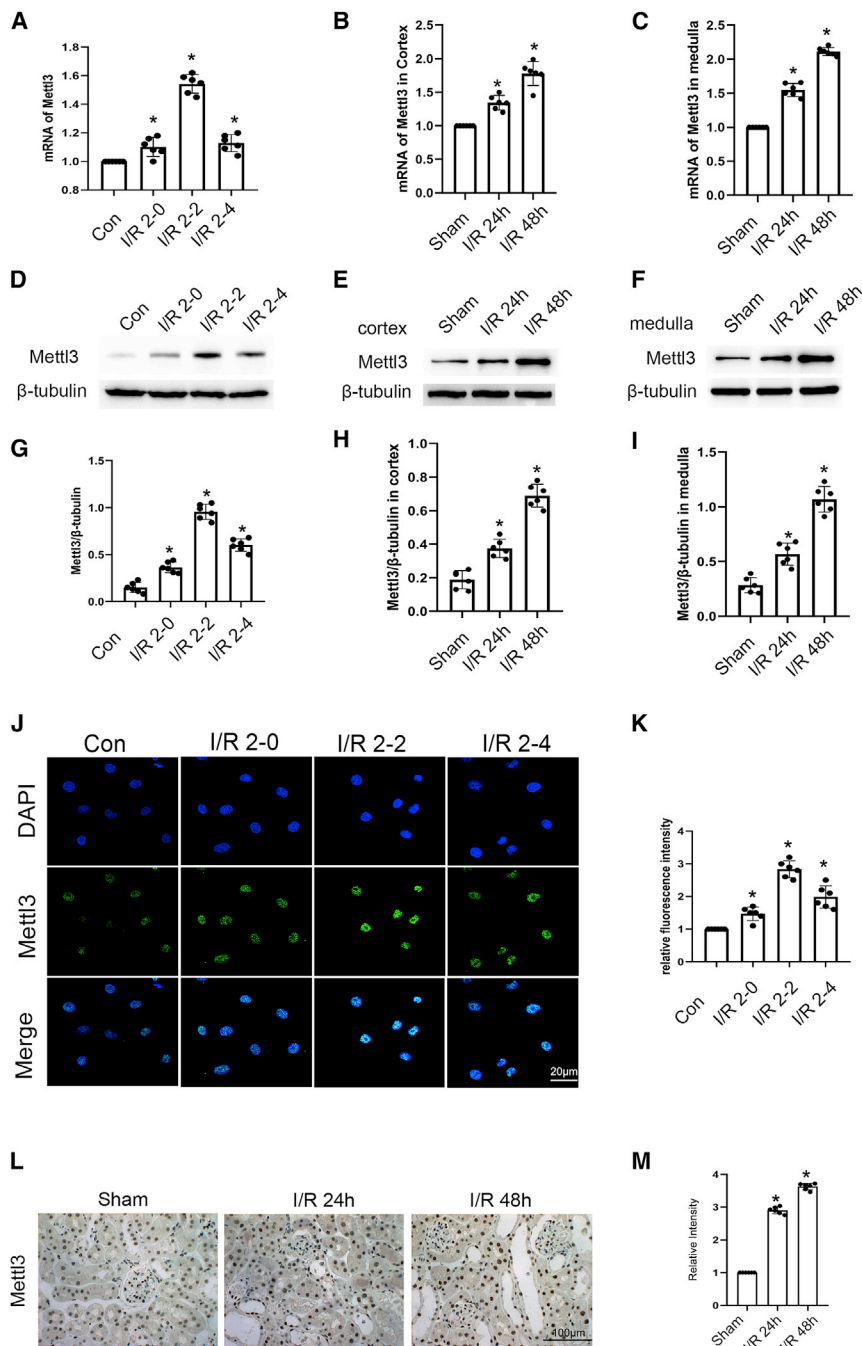 A
mRNA of Mettl3
1.8
1.6
1.4
1.2
1.0
0.8
*
*
*
Con
I/R 2-0
I/R 2-2
I/R 2-4
B
mRNA of Mettl3 in Cortex
2.5
2.0
1.5
1.0
0.5
0.0
*
*
Sham
I/R 24h
I/R 48h
C
mRNA of Mettl3 in medulla
2.5
2.0
1.5
1.0
0.5
0.0
*
*
Sham
I/R 24h
I/R 48h
D
Con
I/R 2-0
I/R 2-2
I/R 2-4
Mettl3
β-tubulin
E
cortex
Sham
I/R 24h
I/R 48h
Mettl3
β-tubulin
F
medulla
Sham
I/R 24h
I/R 48h
Mettl3
β-tubulin
G
Mettl3/β-tubulin
1.5
1.0
0.5
0.0
*
*
*
Con
I/R 2-0
I/R 2-2
I/R 2-4
H
Mettl3/β-tubulin in cortex
1.0
0.8
0.6
0.4
0.2
0.0
*
*
Sham
I/R 24h
I/R 48h
I
Mettl3/β-tubulin in medulla
1.5
1.0
0.5
0.0
*
*
Sham
I/R 24h
I/R 48h
J
Con
I/R 2-0
I/R 2-2
I/R 2-4
DAPI
Mettl3
Merge
20μm
K
relative fluorescence intensity
4
3
2
1
0
*
*
*
Con
I/R 2-0
I/R 2-2
I/R 2-4
L
Sham
I/R 24h
I/R 48h
Mettl3
100μm
M
Relative Intensity
4
3
2
1
0
*
*
Sham
I/R 24h
I/R 48h